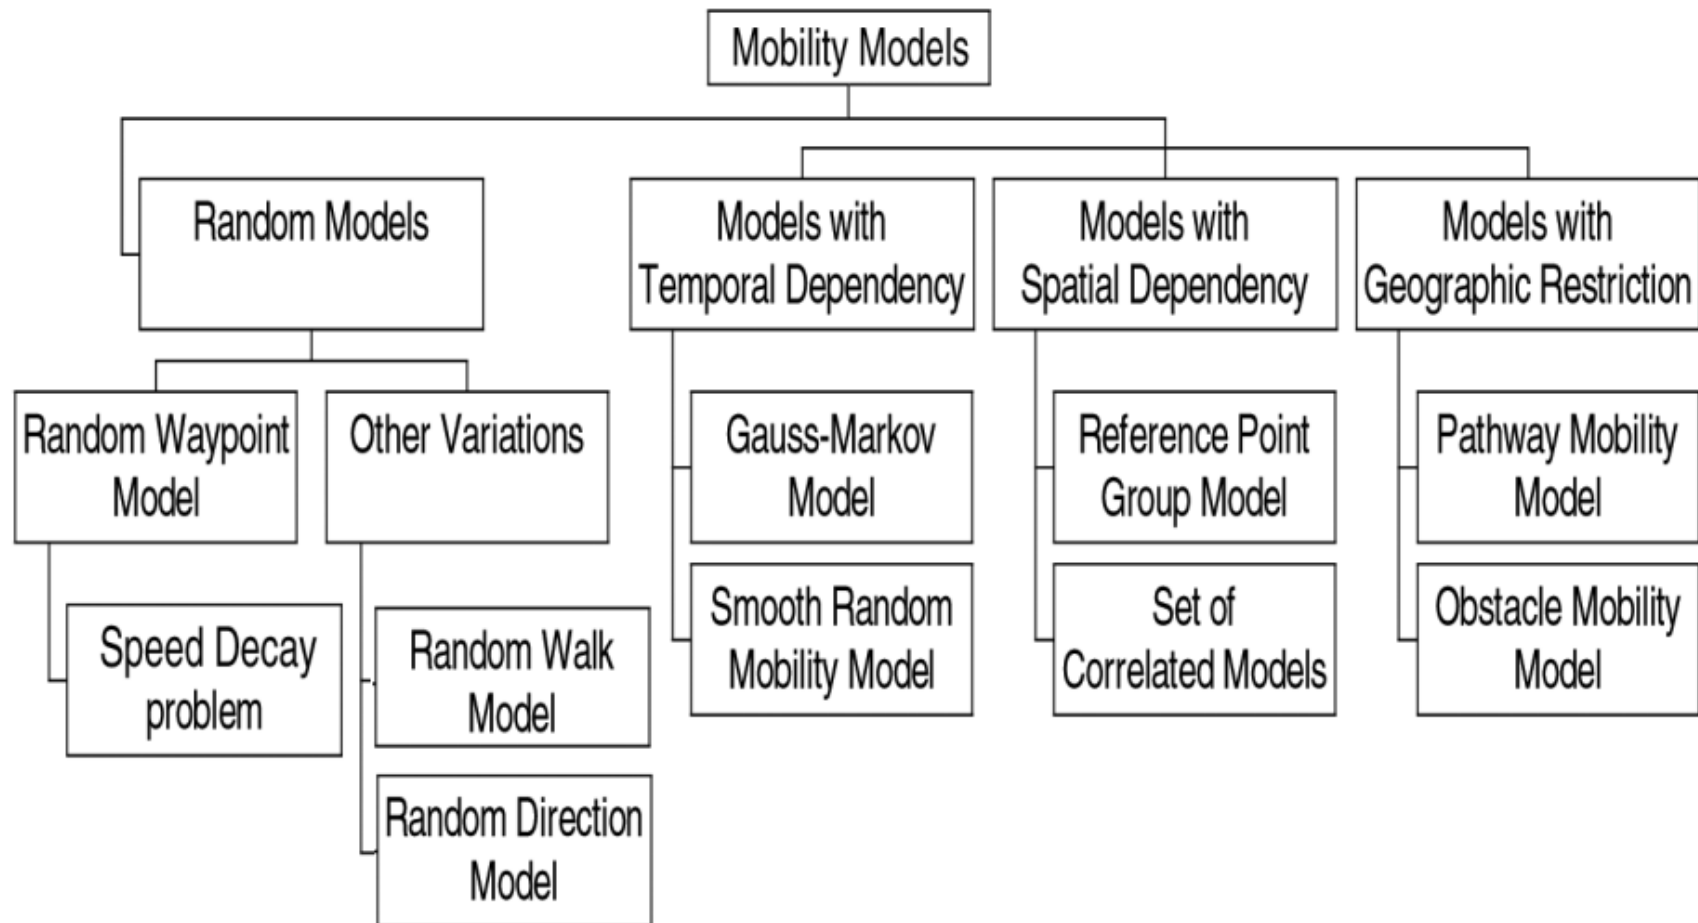 Mobility Models
Random Models
Models with
Temporal Dependency
Models with
Spatial Dependency
Models with
Geographic Restriction
Random Waypoint
Model
Other Variations
Gauss-Markov
Model
Reference Point
Group Model
Pathway Mobility
Model
Speed Decay
problem
Random Walk
Model
Smooth Random
Mobility Model
Set of
Correlated Models
Obstacle Mobility
Model
Random Direction
Model